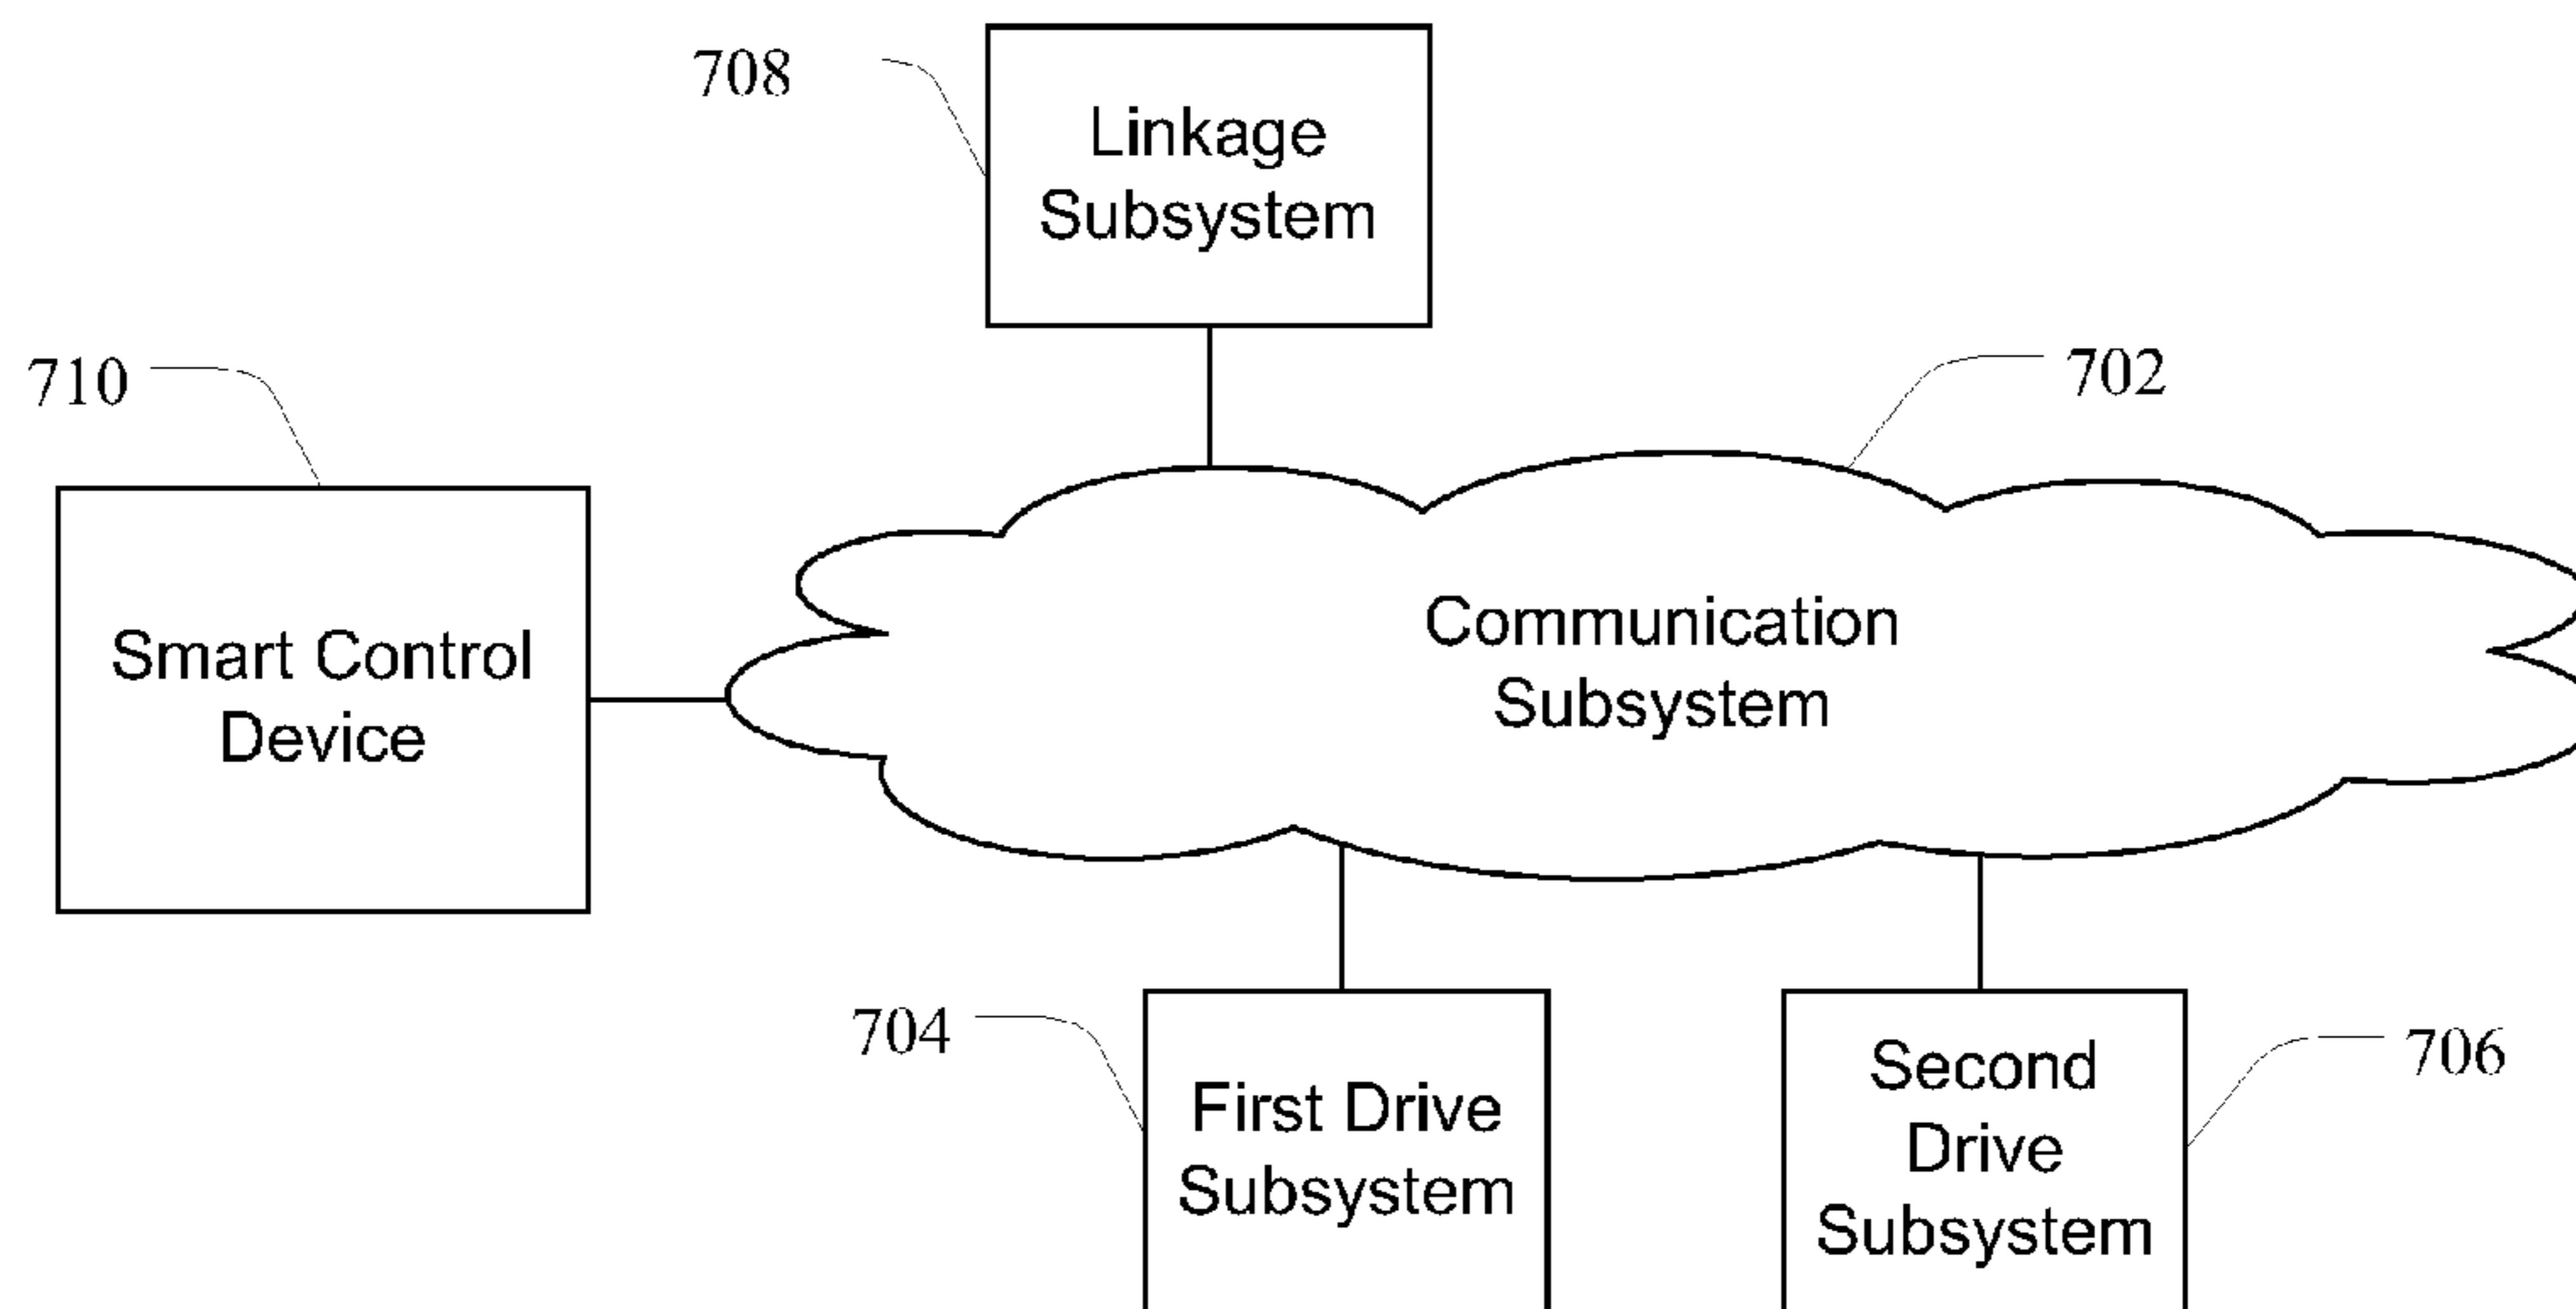 708
Linkage
Subsystem
710
702
Smart Control
Device
Communication
Subsystem
704
First Drive
Subsystem
Second
Drive
Subsystem
706